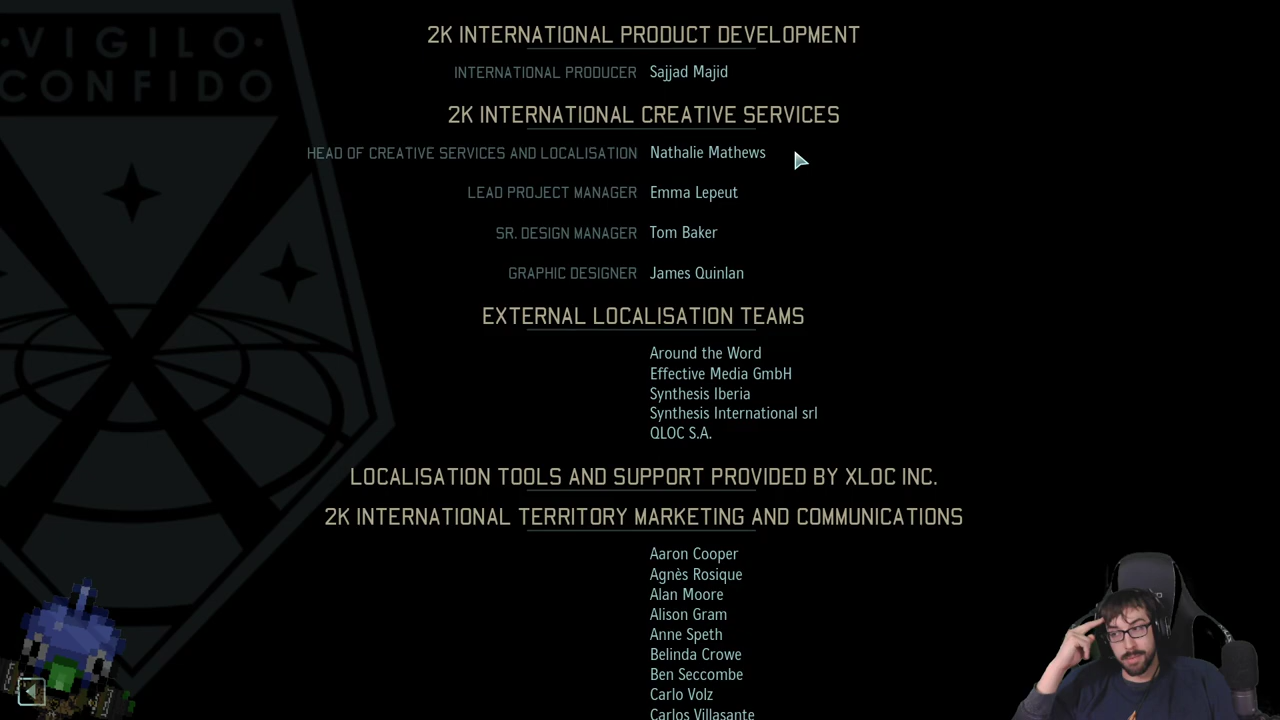 ·VIGILO·
CONFIDO
2K INTERNATIONAL PRODUCT DEVELOPMENT
INTERNATIONAL PRODUCER Sajjad Majid
2K INTERNATIONAL CREATIVE SERVICES
HEAD OF CREATIVE SERVICES AND LOCALISATION Nathalie Mathews
LEAD PROJECT MANAGER Emma Lepeut
SR. DESIGN MANAGER Tom Baker
GRAPHIC DESIGNER James Quinlan
EXTERNAL LOCALISATION TEAMS
Around the Word
Effective Media GmbH
Synthesis Iberia
Synthesis International srl
QLOC S.A.
LOCALISATION TOOLS AND SUPPORT PROVIDED BY XLOC INC.
2K INTERNATIONAL TERRITORY MARKETING AND COMMUNICATIONS
Aaron Cooper
Agnès Rosique
Alan Moore
Alison Gram
Anne Speth
Belinda Crowe
Ben Seccombe
Carlo Volz
Carlos Villasante